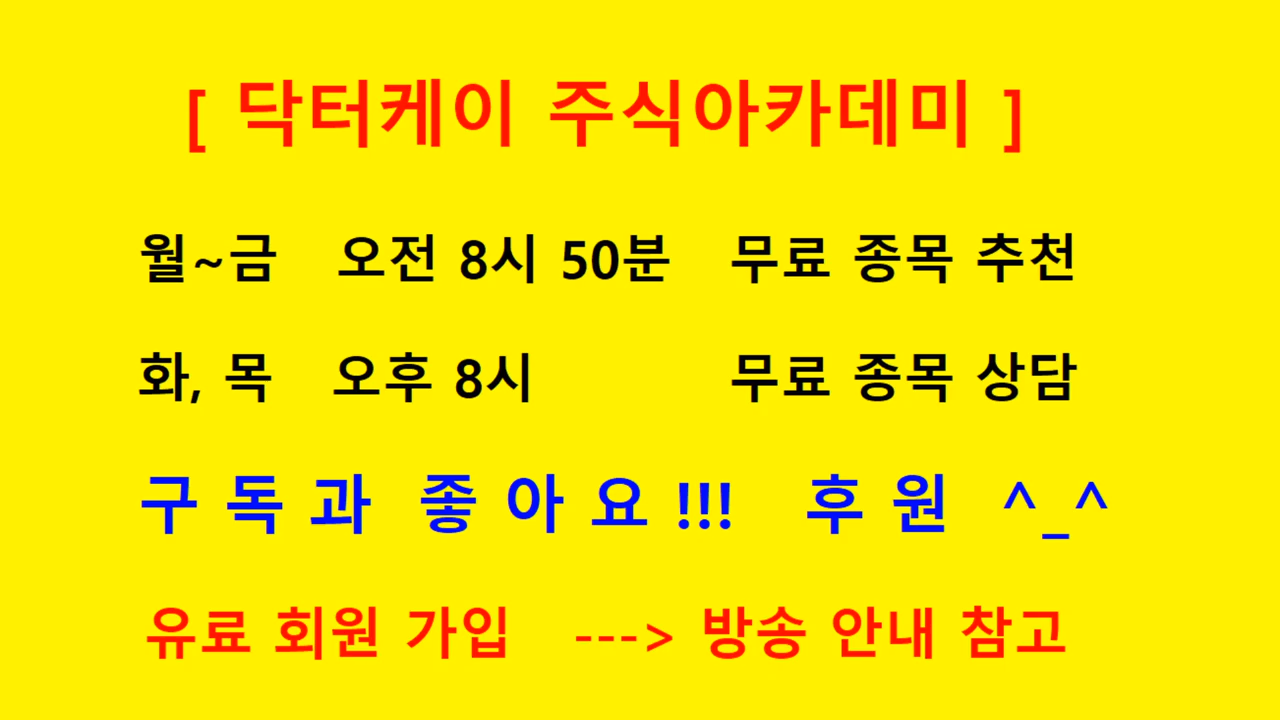 [ 닥터케이 주식아카데미 ]
월~금 오전 8시 50분 무료 종목 추천
화, 목 오후 8시 무료 종목 상담
구 독 과 좋 아 요 !!! 후 원 ^_^
유료 회원 가입 ---> 방송 안내 참고